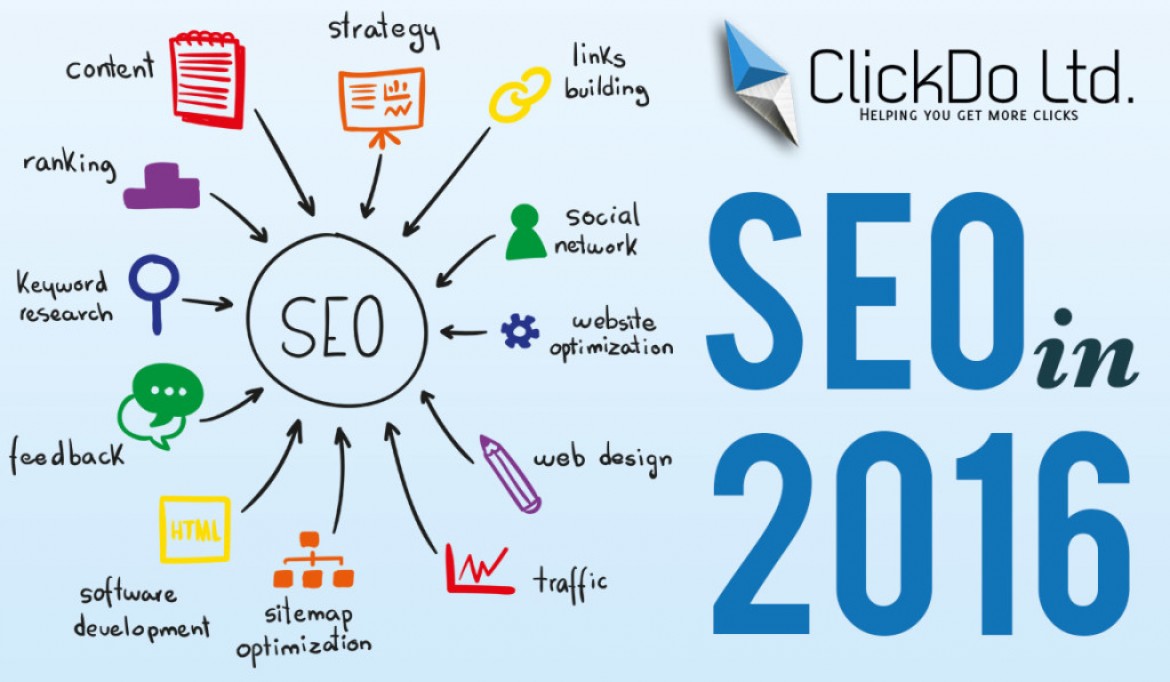 content
strategy
links
building
ranking
social
network
Keyword
research
SEO
website
optimization
feedback
web design
HTML
software
development
sitemap
optimization
traffic
ClickDo Ltd.
Helping you get more clicks
SEO in
2016